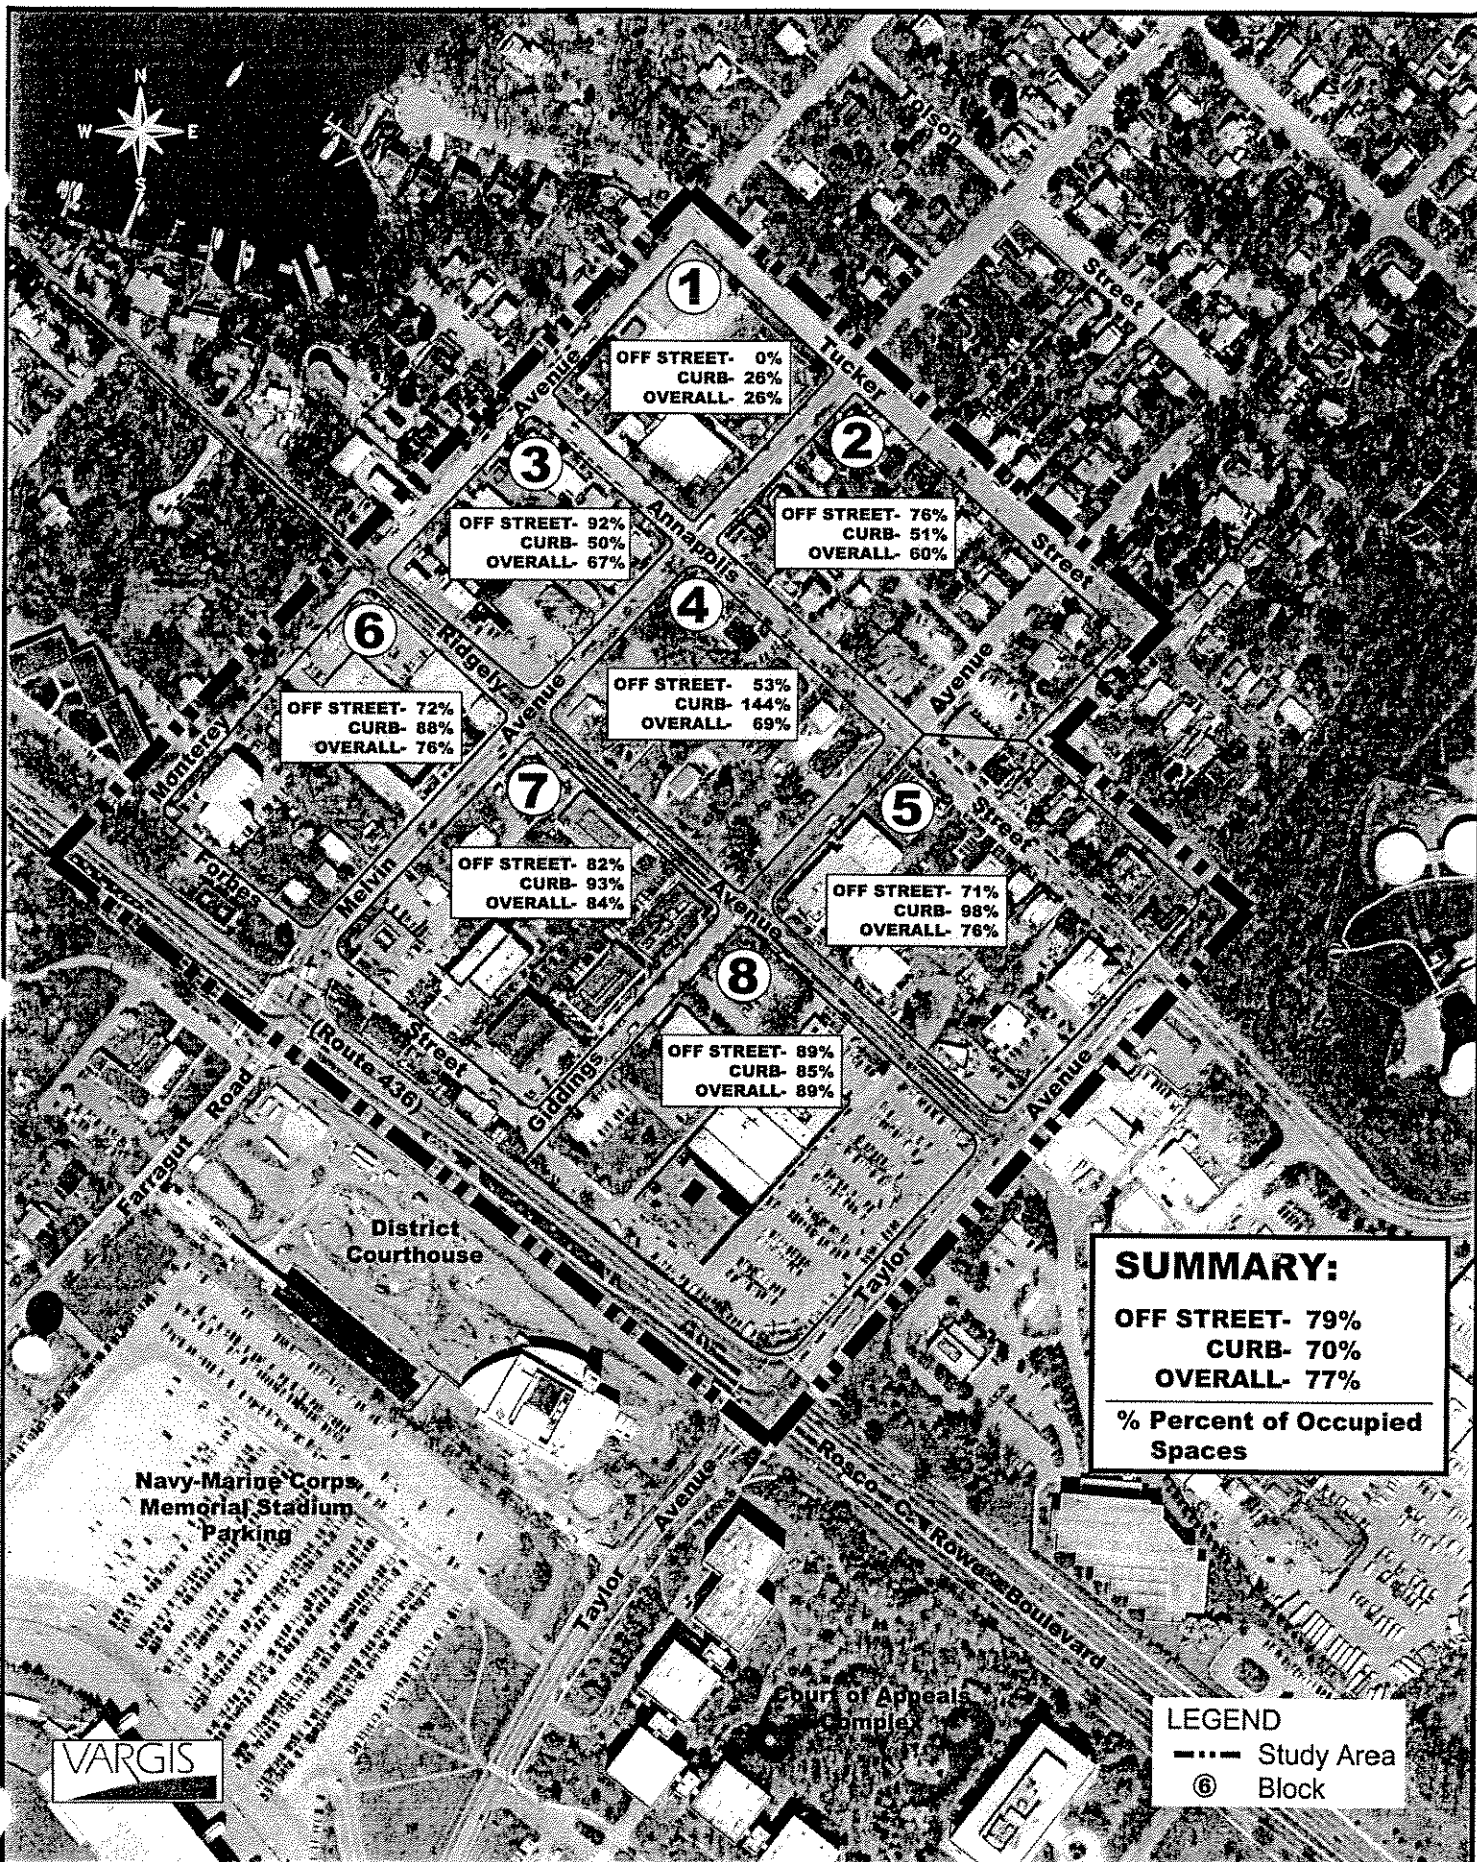 N
W E
S
Tolson
Street
1
OFF STREET- 0%
CURB- 26%
OVERALL- 26%
Tucker
Street
Avenue
2
3
OFF STREET- 92%
CURB- 50%
OVERALL- 67%
Annapolis
Street
OFF STREET- 76%
CURB- 51%
OVERALL- 60%
4
6
Ridgely
Avenue
Avenue
Avenue
OFF STREET- 53%
CURB- 144%
OVERALL- 69%
OFF STREET- 72%
CURB- 88%
OVERALL- 76%
Monterey
7
5
Forbes
Street
Melvin
OFF STREET- 82%
CURB- 93%
OVERALL- 84%
OFF STREET- 71%
CURB- 98%
OVERALL- 76%
8
(Route 436)
Giddings
OFF STREET- 89%
CURB- 85%
OVERALL- 89%
Avenue
Taylor
Farragut Road
District
Courthouse
SUMMARY:
OFF STREET- 79%
CURB- 70%
OVERALL- 77%
% Percent of Occupied
Spaces
Navy-Marine Corps
Memorial Stadium
Parking
Taylor Avenue
Rosco C. Rowe Boulevard
Court of Appeals
Complex
VARGIS
LEGEND
Study Area
6 Block